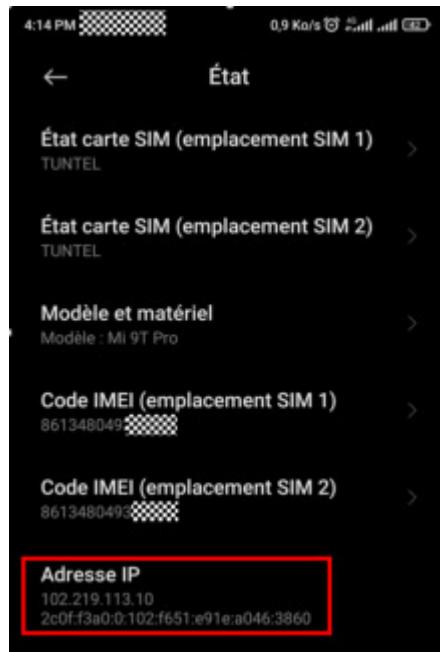 4:14 PM
0,9 Ko/s
42
État
État carte SIM (emplacement SIM 1)
TUNTEL
État carte SIM (emplacement SIM 2)
TUNTEL
Modèle et matériel
Modèle : Mi 9T Pro
Code IMEI (emplacement SIM 1)
861348049
Code IMEI (emplacement SIM 2)
8613480493
Adresse IP
102.219.113.10
2c0f:f3a0:0:102:f651:e91e:a046:3860